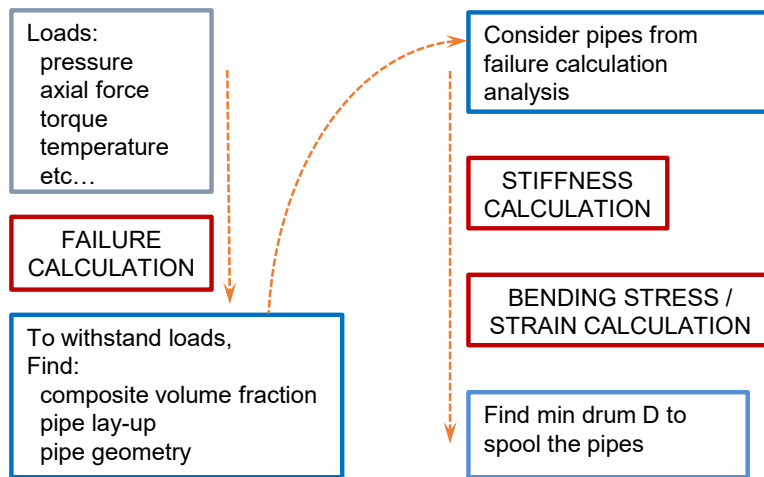 Loads:
pressure
axial force
torque
temperature
etc…
FAILURE
CALCULATION
To withstand loads,
Find:
composite volume fraction
pipe lay-up
pipe geometry
Consider pipes from
failure calculation
analysis
STIFFNESS
CALCULATION
BENDING STRESS /
STRAIN CALCULATION
Find min drum D to
spool the pipes